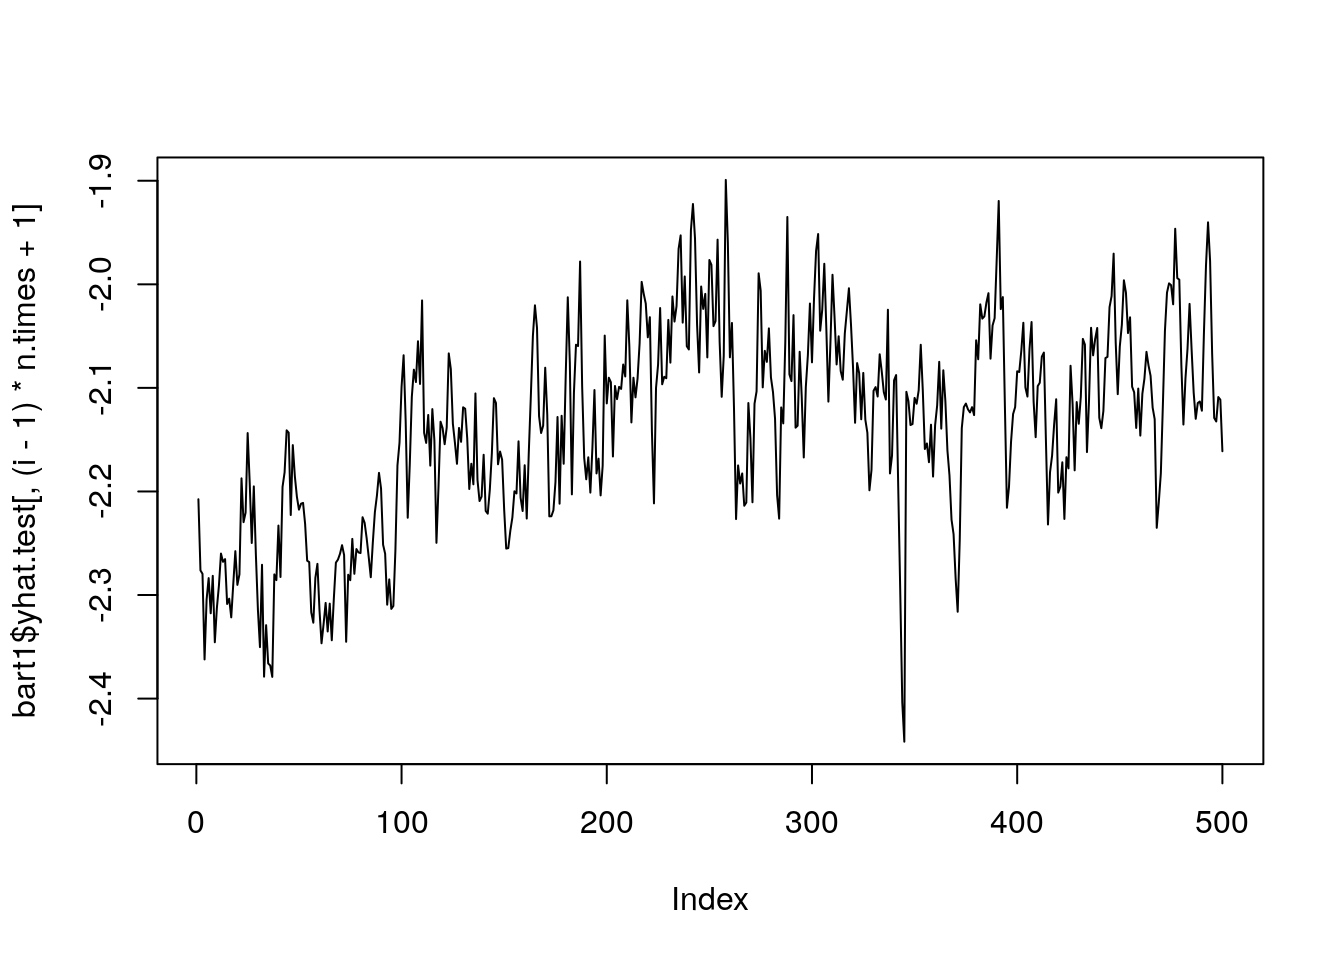 bart1$yhat.test[, (i - 1) * n.times + 1]
-1.9
-2.0
-2.1
-2.2
-2.3
-2.4
0 100 200 300 400 500
Index